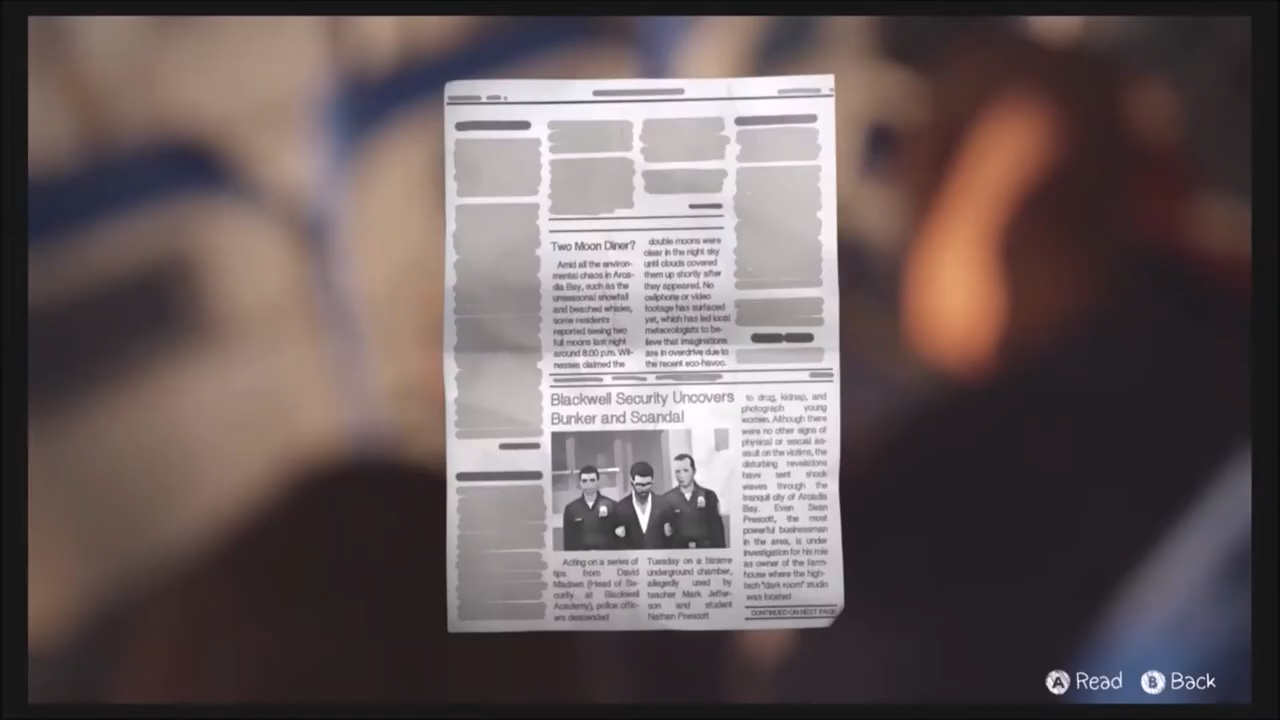 Two Moon Diner?
Amid all the environ-
mental chaos in Arca-
dia Bay, such as the
unseasonal snowfall
and beached whales,
some residents
reported seeing two
full moons last night
around 8:00 p.m. Wit-
nesses claimed the
double moons were
clear in the night sky
until clouds covered
them up shortly after
they appeared. No
cellphone or video
footage has surfaced
yet, which has led local
meteorologists to be-
lieve that imaginations
are in overdrive due to
the recent eco-havoc.
Blackwell Security Uncovers
Bunker and Scandal
Acting on a series of
tips from David
Madsen (Head of Se-
curity at Blackwell
Academy), police offic-
ers descended
Tuesday on a bizarre
underground chamber,
allegedly used by
teacher Mark Jeffer-
son and student
Nathan Prescott
to drug, kidnap, and
photograph young
women. Although there
were no other signs of
physical or sexual as-
sault on the victims, the
disturbing revelations
have sent shock
waves through the
tranquil city of Arcadia
Bay. Even Sean
Prescott, the most
powerful businessman
in the area, is under
investigation for his role
as owner of the farm-
house where the high-
tech "dark room" studio
was located
CONTINUED ON NEXT PAGE
A Read B Back